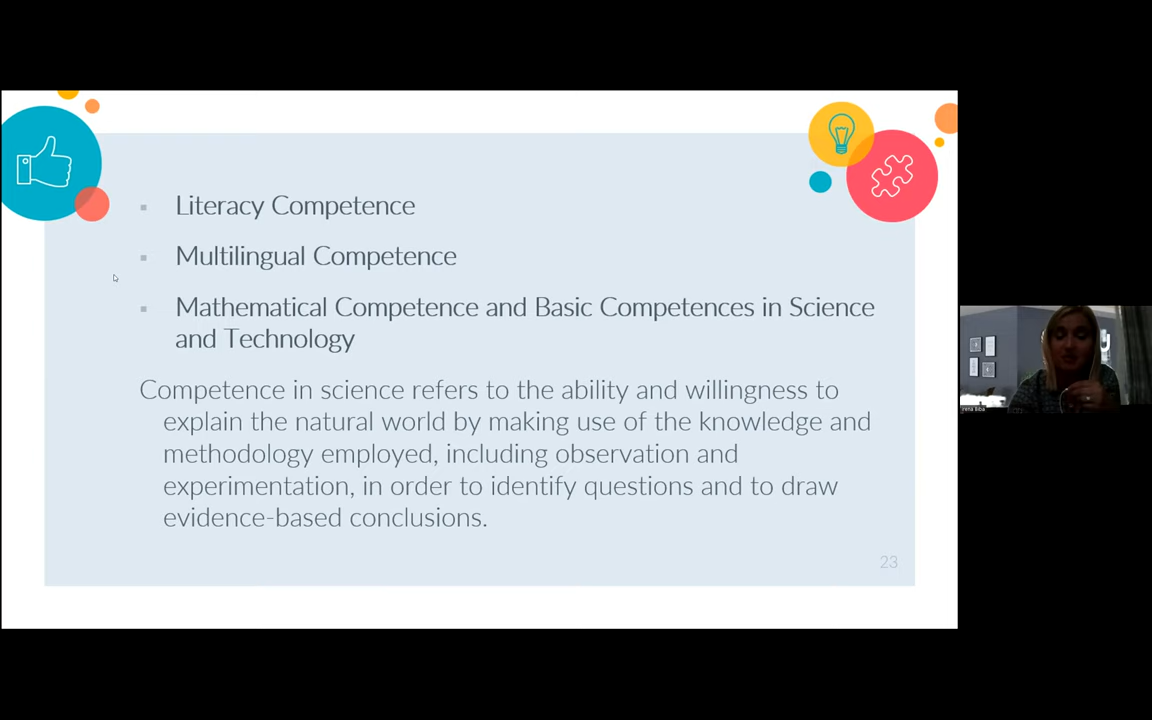 Literacy Competence
Multilingual Competence
Mathematical Competence and Basic Competences in Science
and Technology
Competence in science refers to the ability and willingness to
explain the natural world by making use of the knowledge and
methodology employed, including observation and
experimentation, in order to identify questions and to draw
evidence-based conclusions.
23